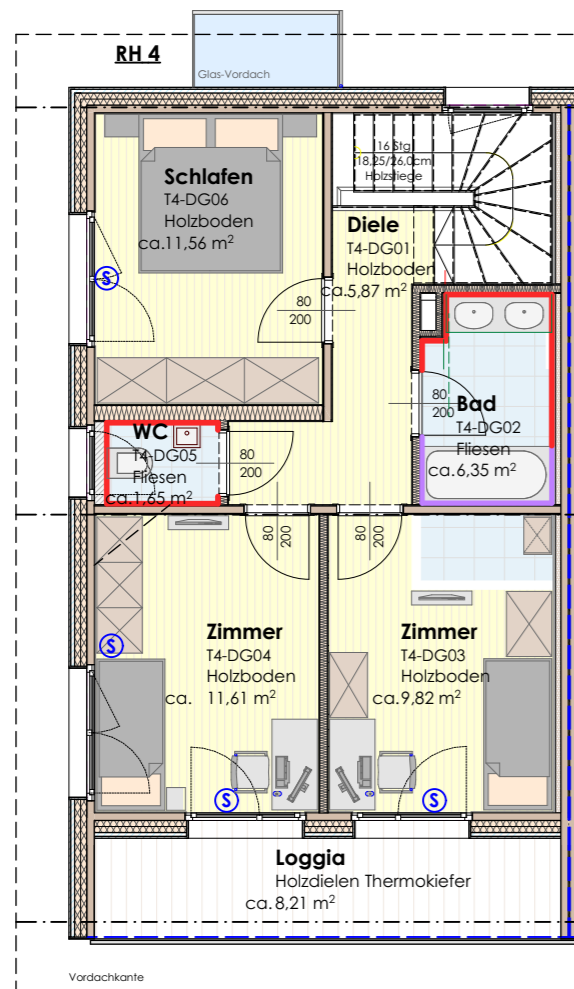 RH 4
Glas-Vordach
16 Stg
18,25/26,0cm
Holzstiege
Schlafen
T4-DG06
Holzboden
ca.11,56 m²
Diele
T4-DG01
Holzboden
ca.5,87 m²
S
80
200
80
200
Bad
T4-DG02
Fliesen
ca.6,35 m²
WC
T4-DG05
Fliesen
ca.1,65 m²
80
200
80
200
80
200
Zimmer
T4-DG04
Holzboden
ca. 11,61 m²
S
Zimmer
T4-DG03
Holzboden
ca.9,82 m²
S
S
Loggia
Holzdielen Thermokiefer
ca.8,21 m²
Vordachkante